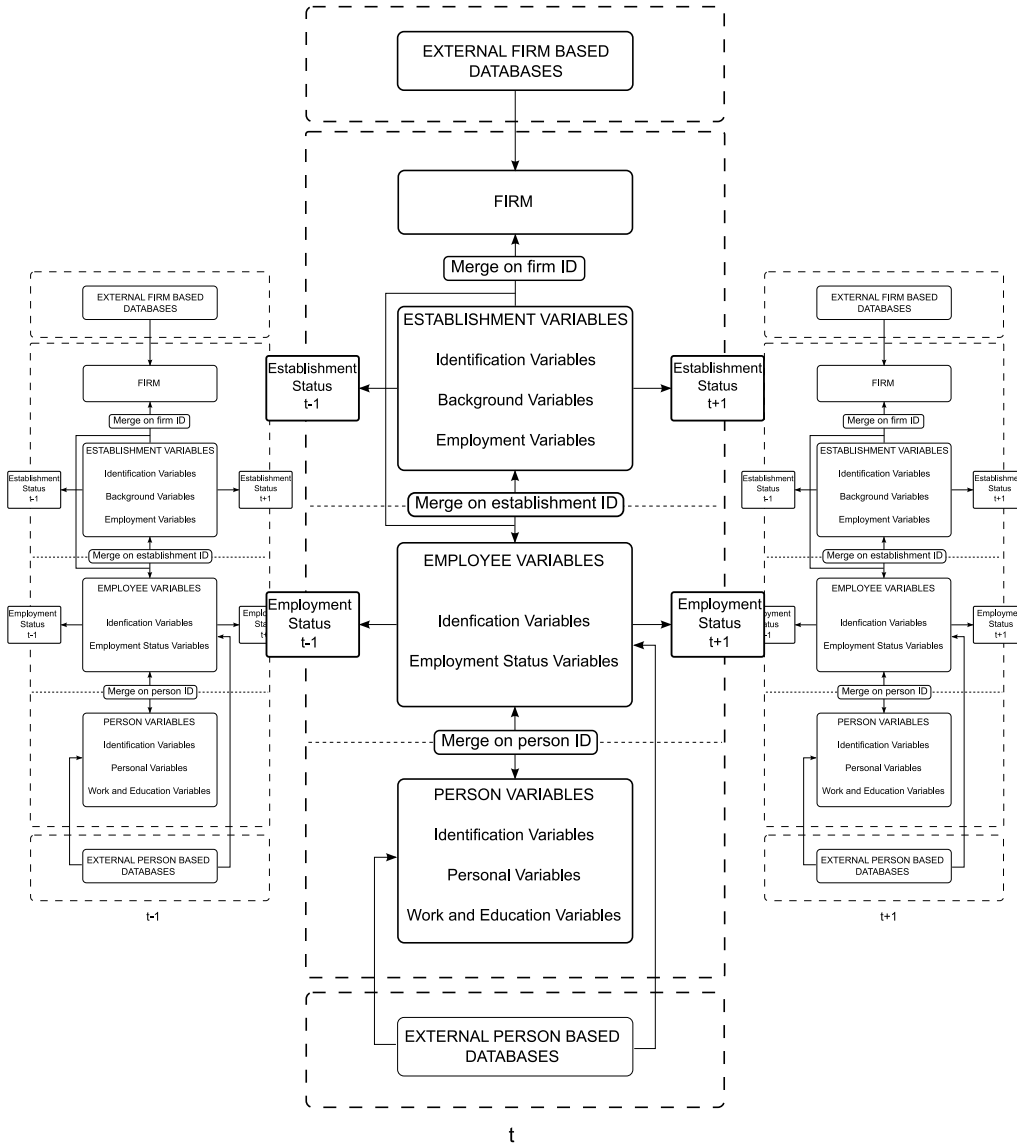 EXTERNAL FIRM BASED
DATABASES
FIRM
Merge on firm ID
ESTABLISHMENT VARIABLES
Identification Variables
Background Variables
Employment Variables
Establishment
Status
t-1
Establishment
Status
t+1
Merge on establishment ID
EMPLOYEE VARIABLES
Idenfication Variables
Employment Status Variables
Employment
Status
t-1
Employment
Status
t+1
Merge on person ID
PERSON VARIABLES
Identification Variables
Personal Variables
Work and Education Variables
EXTERNAL PERSON BASED
DATABASES
t
EXTERNAL FIRM BASED
DATABASES
FIRM
Merge on firm ID
ESTABLISHMENT VARIABLES
Identification Variables
Background Variables
Employment Variables
Establishment
Status
t-1
Establishment
Status
t+1
Merge on establishment ID
EMPLOYEE VARIABLES
Idenfication Variables
Employment Status Variables
Employment
Status
t-1
Merge on person ID
PERSON VARIABLES
Identification Variables
Personal Variables
Work and Education Variables
EXTERNAL PERSON BASED
DATABASES
t-1
EXTERNAL FIRM BASED
DATABASES
FIRM
Merge on firm ID
ESTABLISHMENT VARIABLES
Identification Variables
Background Variables
Employment Variables
Establishment
Status
t-1
Establishment
Status
t+1
Merge on establishment ID
EMPLOYEE VARIABLES
Idenfication Variables
Employment Status Variables
Employment
Status
t+1
Merge on person ID
PERSON VARIABLES
Identification Variables
Personal Variables
Work and Education Variables
EXTERNAL PERSON BASED
DATABASES
t+1